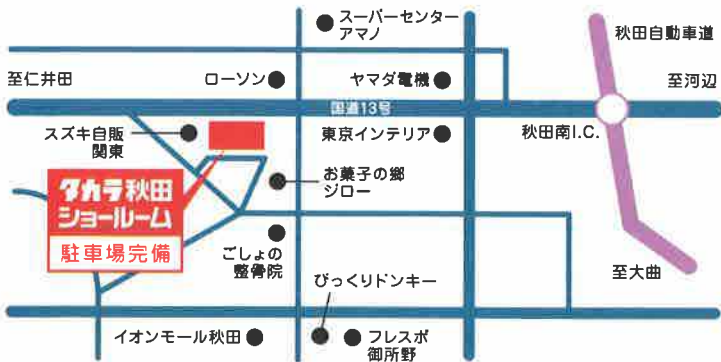 スーパーセンター
アマノ
秋田自動車道
至仁井田
ローソン
ヤマダ電機
至河辺
国道13号
スズキ自販
関東
東京インテリア
秋田南I.C.
タカラ秋田
ショールーム
駐車場完備
お菓子の郷
ジロー
ごしょの
整骨院
びっくりドンキー
至大曲
イオンモール秋田
フレスポ
御所野